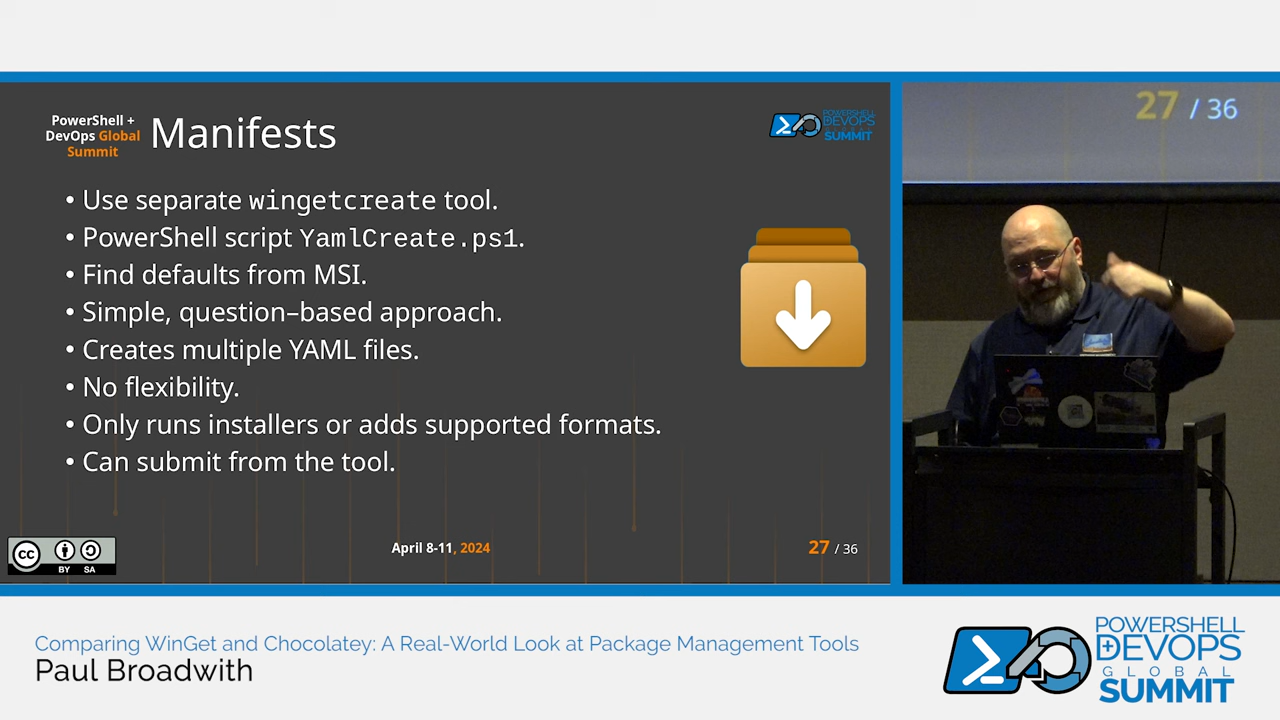 PowerShell +
DevOps Global
Summit
Manifests
POWERSHELL
DEVOPS
GLOBAL
SUMMIT
• Use separate wingetcreate tool.
• PowerShell script YamlCreate.ps1.
• Find defaults from MSI.
• Simple, question–based approach.
• Creates multiple YAML files.
• No flexibility.
• Only runs installers or adds supported formats.
• Can submit from the tool.
cc
BY SA
April 8-11, 2024
27 / 36
27 / 36
Comparing WinGet and Chocolatey: A Real-World Look at Package Management Tools
Paul Broadwith
POWERSHELL
DEVOPS
GLOBAL
SUMMIT